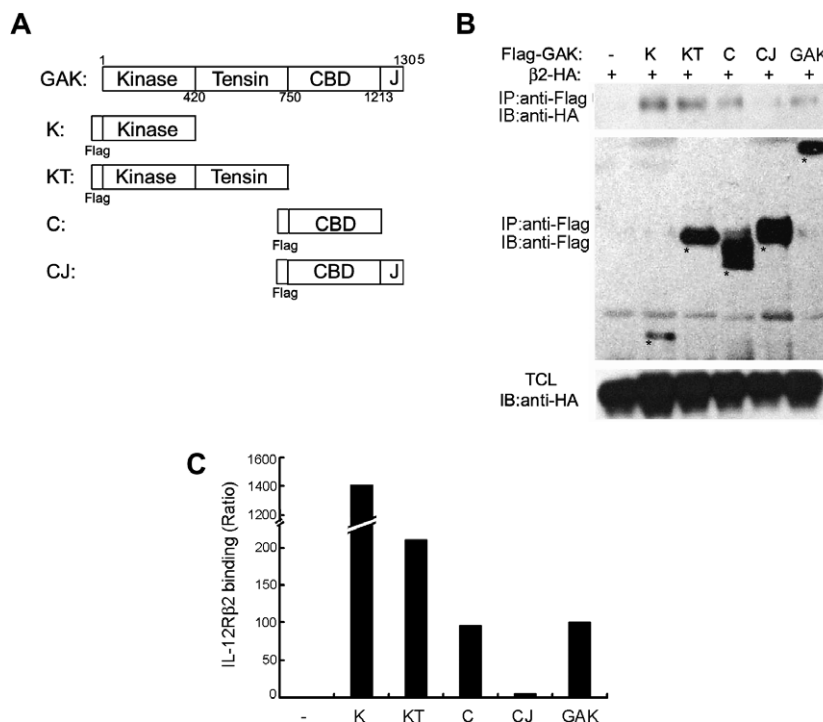 A
1 1305
GAK: Kinase Tensin CBD J
420 750 1213
K: Kinase
Flag
KT: Kinase Tensin
Flag
C: CBD
Flag
CJ: CBD J
Flag
B
Flag-GAK: - K KT C CJ GAK
β2-HA: + + + + + +
IP:anti-Flag
IB:anti-HA
IP:anti-Flag
IB:anti-Flag
* * * * *
TCL
IB:anti-HA
C
IL-12Rβ2 binding (Ratio)
1600
1400
1200
200
150
100
50
0
- K KT C CJ GAK